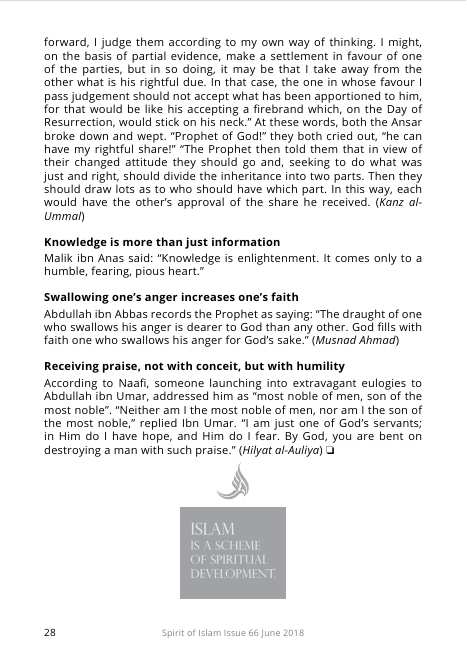 forward, I judge them according to my own way of thinking. I might,
on the basis of partial evidence, make a settlement in favour of one
of the parties, but in so doing, it may be that I take away from the
other what is his rightful due. In that case, the one in whose favour I
pass judgement should not accept what has been apportioned to him,
for that would be like his accepting a firebrand which, on the Day of
Resurrection, would stick on his neck.” At these words, both the Ansar
broke down and wept. “Prophet of God!” they both cried out, “he can
have my rightful share!” “The Prophet then told them that in view of
their changed attitude they should go and, seeking to do what was
just and right, should divide the inheritance into two parts. Then they
should draw lots as to who should have which part. In this way, each
would have the other’s approval of the share he received. (Kanz al-
Ummal)
Knowledge is more than just information
Malik ibn Anas said: “Knowledge is enlightenment. It comes only to a
humble, fearing, pious heart.”
Swallowing one’s anger increases one’s faith
Abdullah ibn Abbas records the Prophet as saying: “The draught of one
who swallows his anger is dearer to God than any other. God fills with
faith one who swallows his anger for God’s sake.” (Musnad Ahmad)
Receiving praise, not with conceit, but with humility
According to Naafi, someone launching into extravagant eulogies to
Abdullah ibn Umar, addressed him as “most noble of men, son of the
most noble”. “Neither am I the most noble of men, nor am I the son of
the most noble,” replied Ibn Umar. “I am just one of God’s servants;
in Him do I have hope, and Him do I fear. By God, you are bent on
destroying a man with such praise.” (Hilyat al-Auliya) ❏
ISLAM
IS A SCHEME
OF SPIRITUAL
DEVELOPMENT.
28
Spirit of Islam Issue 66 June 2018